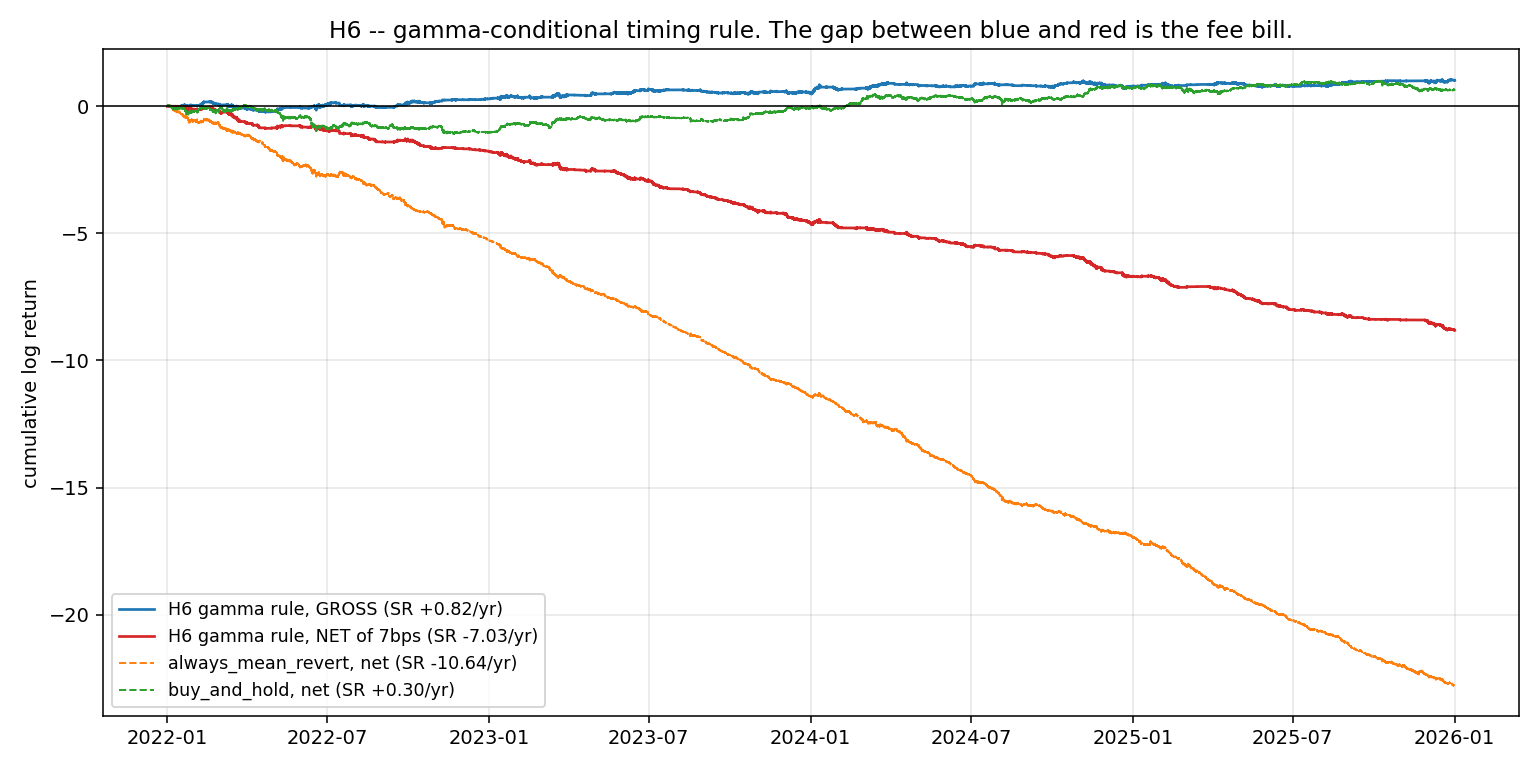 H6 -- gamma-conditional timing rule. The gap between blue and red is the fee bill.
cumulative log return
0
−5
−10
−15
−20
H6 gamma rule, GROSS (SR +0.82/yr)
H6 gamma rule, NET of 7bps (SR -7.03/yr)
always_mean_revert, net (SR -10.64/yr)
buy_and_hold, net (SR +0.30/yr)
2022-01 2022-07 2023-01 2023-07 2024-01 2024-07 2025-01 2025-07 2026-01